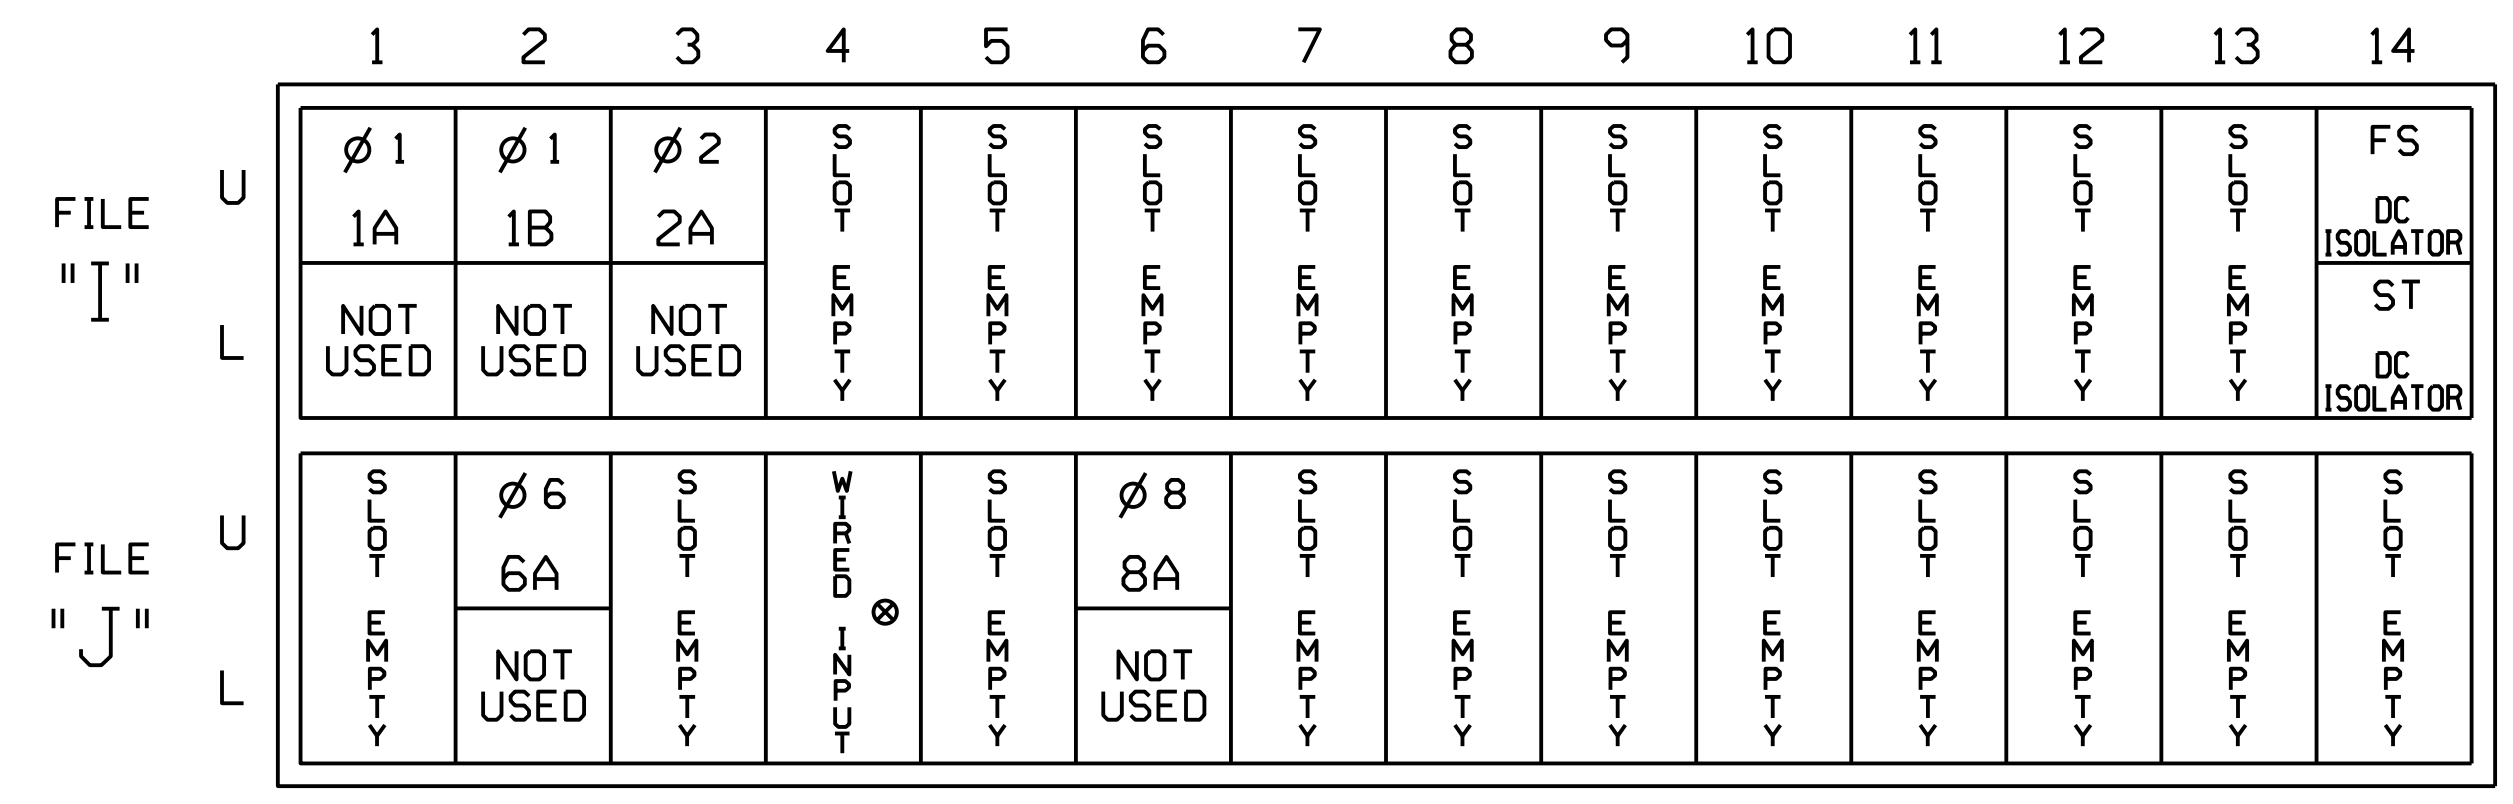 1 2 3 4 5 6 7 8 9 10 11 12 13 14
FILE
"I"
U
L
Ø 1
1A
NOT
USED
Ø 1
1B
NOT
USED
Ø 2
2A
NOT
USED
SLOT EMPTY
SLOT EMPTY
SLOT EMPTY
SLOT EMPTY
SLOT EMPTY
SLOT EMPTY
SLOT EMPTY
SLOT EMPTY
SLOT EMPTY
SLOT EMPTY
FS
DC
ISOLATOR
ST
DC
ISOLATOR
FILE
"J"
U
L
SLOT EMPTY
Ø 6
6A
NOT
USED
SLOT EMPTY
WIRED INPUT
SLOT EMPTY
Ø 8
8A
NOT
USED
SLOT EMPTY
SLOT EMPTY
SLOT EMPTY
SLOT EMPTY
SLOT EMPTY
SLOT EMPTY
SLOT EMPTY
SLOT EMPTY